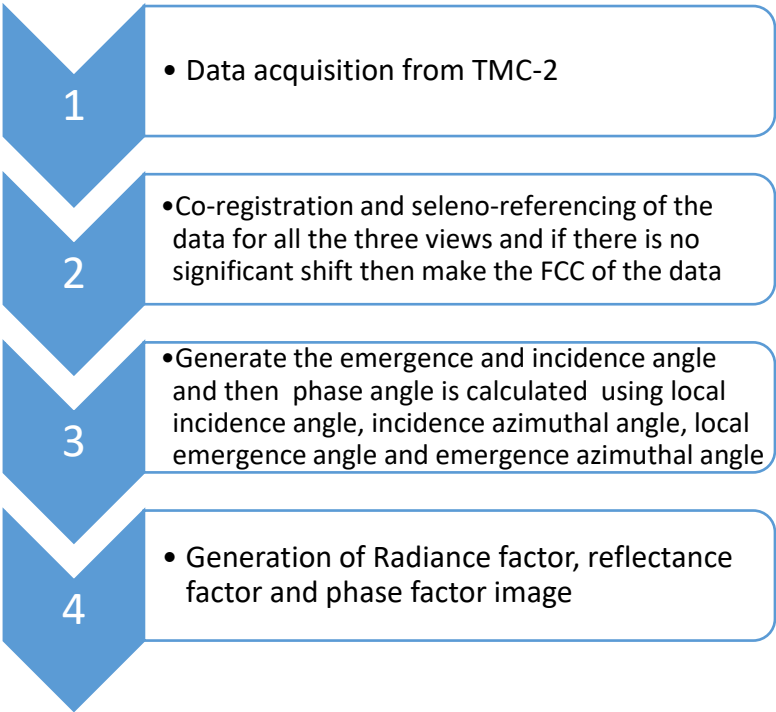 1
• Data acquisition from TMC-2
2
•Co-registration and seleno-referencing of the
data for all the three views and if there is no
significant shift then make the FCC of the data
3
•Generate the emergence and incidence angle
and then phase angle is calculated using local
incidence angle, incidence azimuthal angle, local
emergence angle and emergence azimuthal angle
4
• Generation of Radiance factor, reflectance
factor and phase factor image